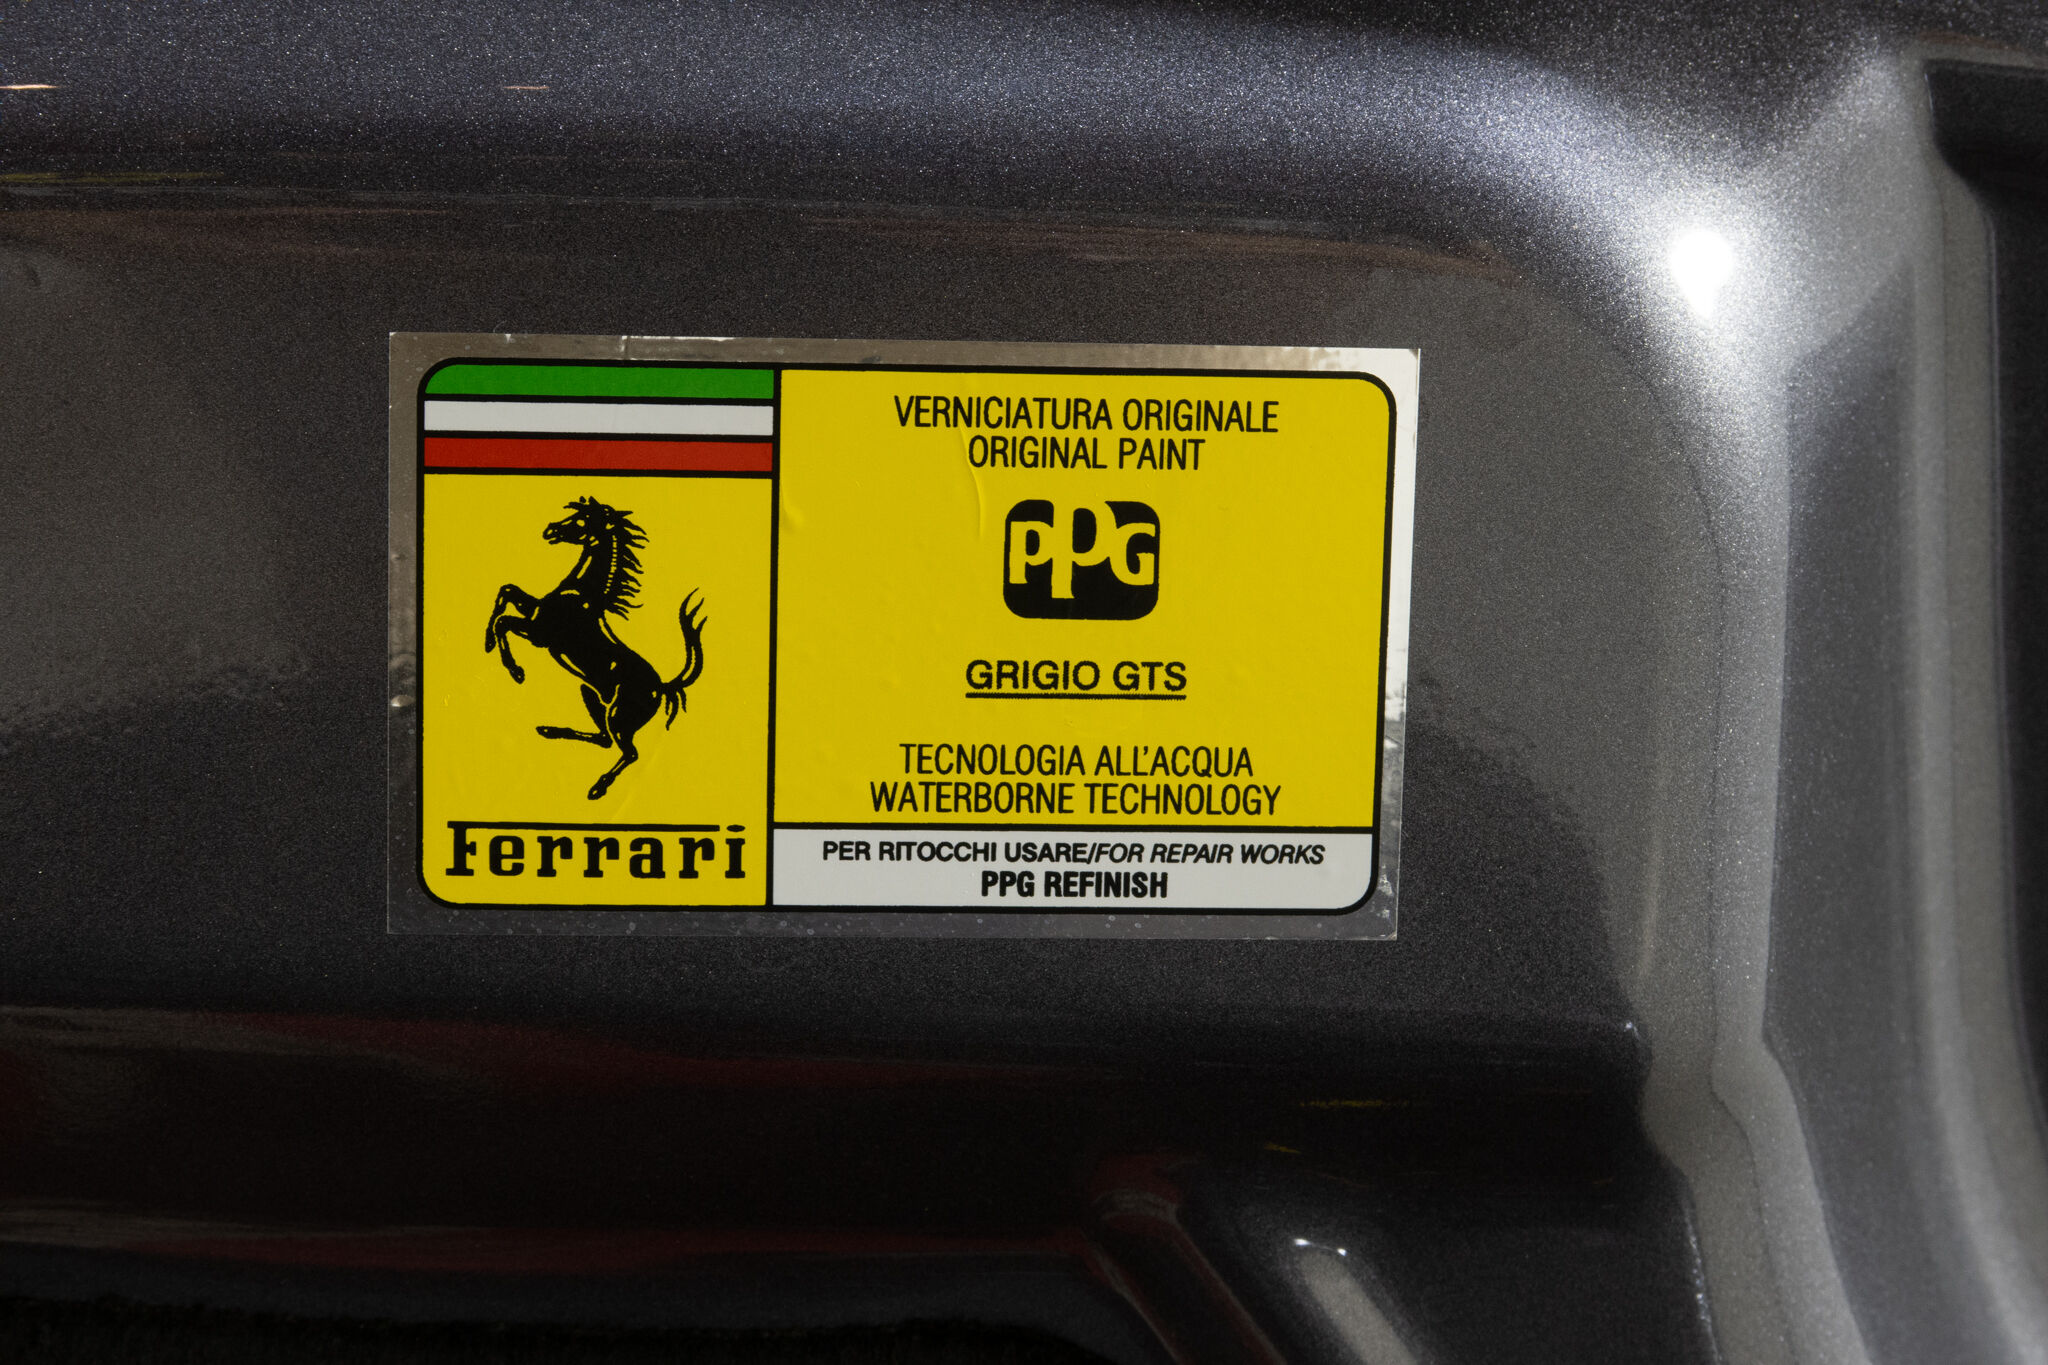 Ferrari
VERNICIATURA ORIGINALE
ORIGINAL PAINT
PPG
GRIGIO GTS
TECNOLOGIA ALL'ACQUA
WATERBORNE TECHNOLOGY
PER RITOCCHI USARE/FOR REPAIR WORKS
PPG REFINISH